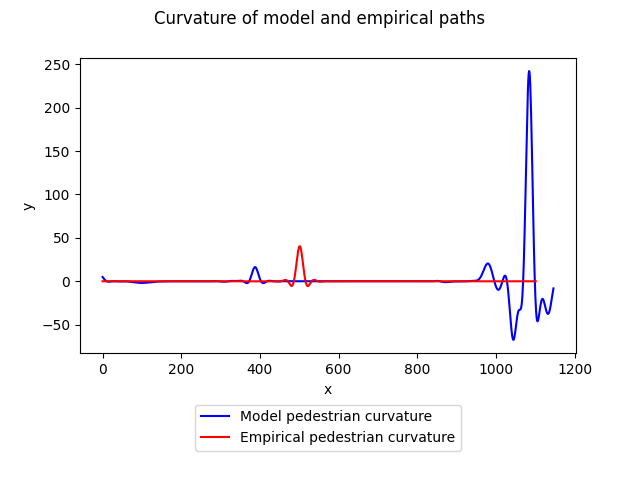 Curvature of model and empirical paths
250
200
150
100
50
0
−50
y
0 200 400 600 800 1000 1200
x
Model pedestrian curvature
Empirical pedestrian curvature